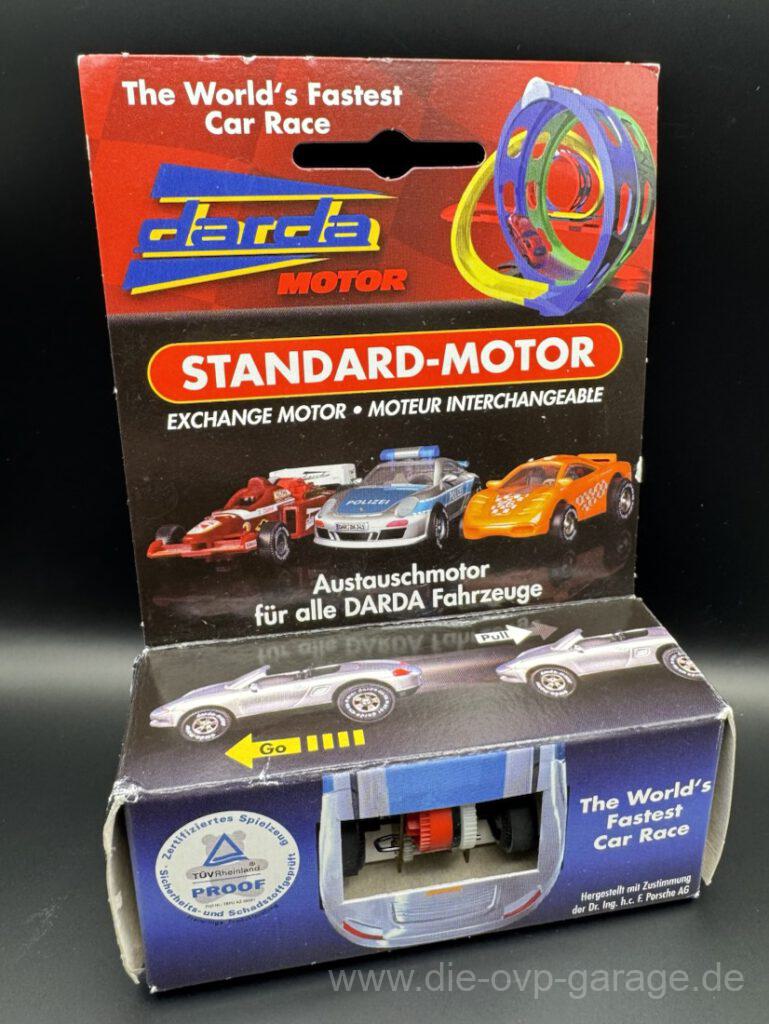 The World's Fastest
Car Race
darda
MOTOR
STANDARD-MOTOR
EXCHANGE MOTOR • MOTEUR INTERCHANGEABLE
POLIZEI
POLIZEI
Austauschmotor
für alle DARDA Fahrzeuge
Pull
Go
Zertifiziertes Spielzeug
TÜVRheinland®
PROOF
Sicherheits- und Schadstoffgeprüft
The World's
Fastest
Car Race
Hergestellt mit Zustimmung
der Dr. Ing. h.c. F. Porsche AG
www.die-ovp-garage.de